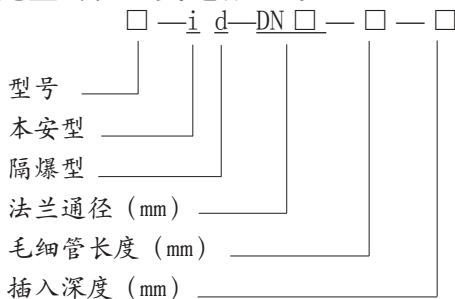 □—i d—DN□—□—□
型号
本安型
隔爆型
法兰通径（mm）
毛细管长度（mm）
插入深度（mm）